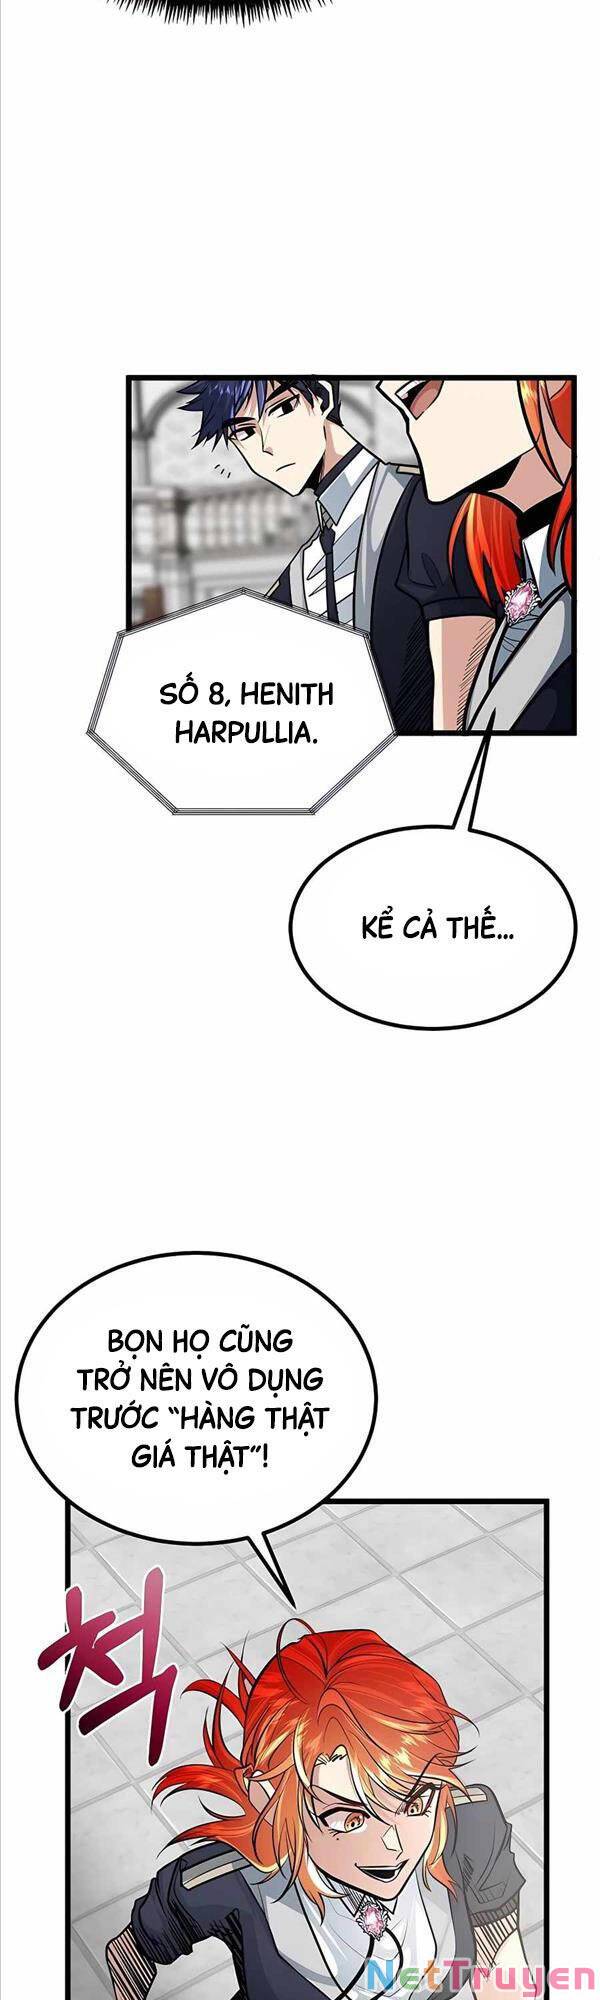 SỐ 8, HENITH
HARPULLIA.
KỂ CẢ THẾ...
BỌN HỌ CŨNG
TRỞ NÊN VÔ DỤNG
TRƯỚC “HÀNG THẬT
GIÁ THẬT”!
척
NetTruyen